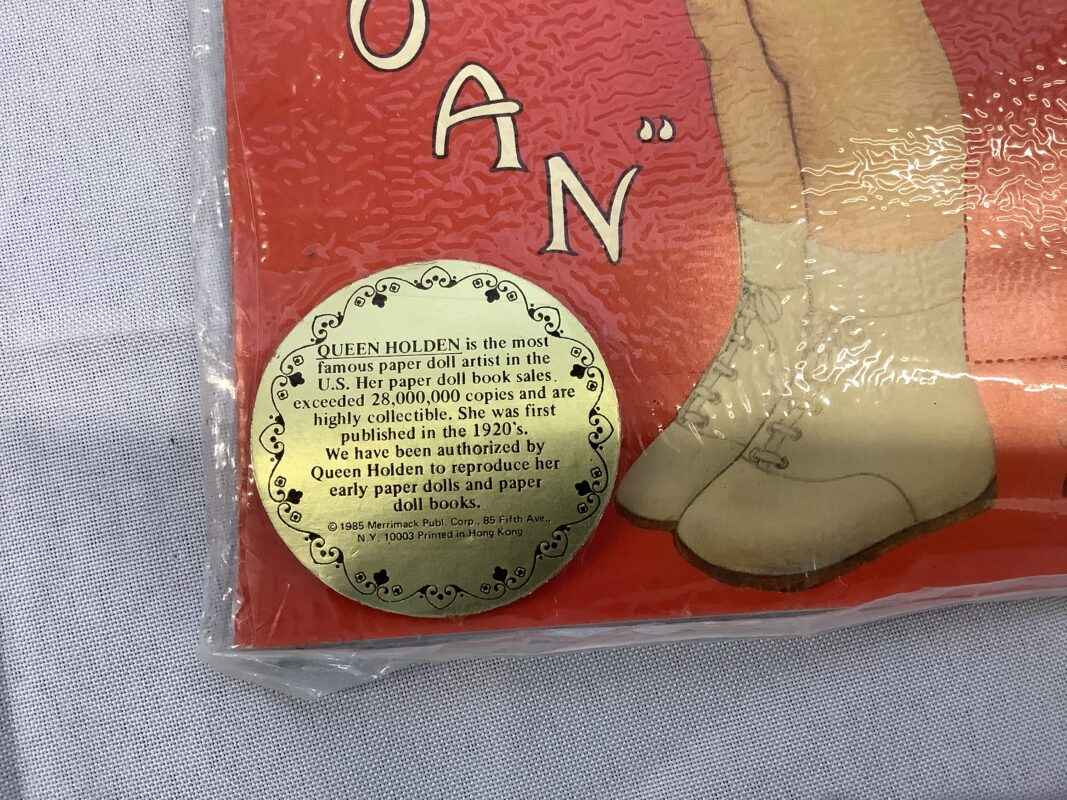 OAN"
QUEEN HOLDEN is the most
famous paper doll artist in the
U.S. Her paper doll book sales
exceeded 28,000,000 copies and are
highly collectible. She was first
published in the 1920's.
We have been authorized by
Queen Holden to reproduce her
early paper dolls and paper
doll books.
© 1985 Merrimack Publ. Corp., 85 Fifth Ave.,
N.Y. 10003 Printed in Hong Kong